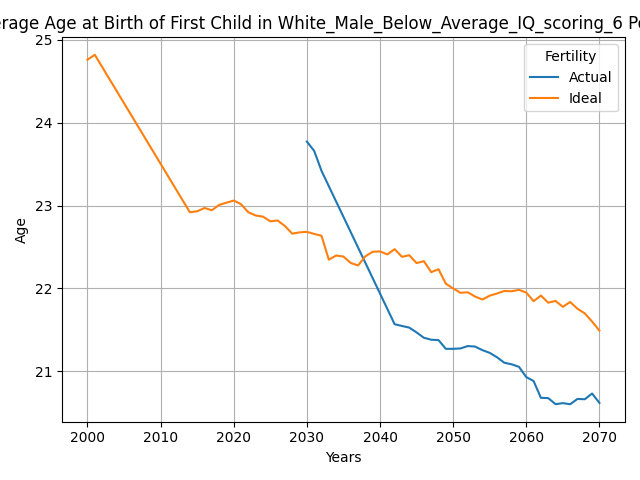 erage Age at Birth of First Child in White_Male_Below_Average_IQ_scoring_6 Po
25
24
23
22
21
Age
Fertility
Actual
Ideal
2000 2010 2020 2030 2040 2050 2060 2070
Years